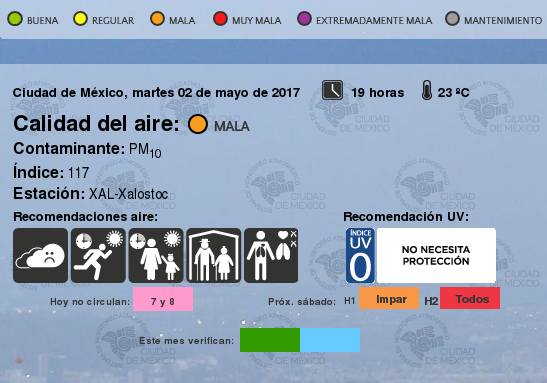 BUENA REGULAR MALA MUY MALA EXTREMADAMENTE MALA MANTENIMIENTO
Ciudad de México, martes 02 de mayo de 2017 19 horas 23 ºC
Calidad del aire: MALA
Contaminante: PM10
Índice: 117
Estación: XAL-Xalostoc
Recomendaciones aire: Recomendación UV:
ÍNDICE
UV
0
NO NECESITA
PROTECCIÓN
Hoy no circulan: 7 y 8 Próx. sábado: H1 Impar H2 Todos
Este mes verifican:
CIUDAD
DE MÉXICO